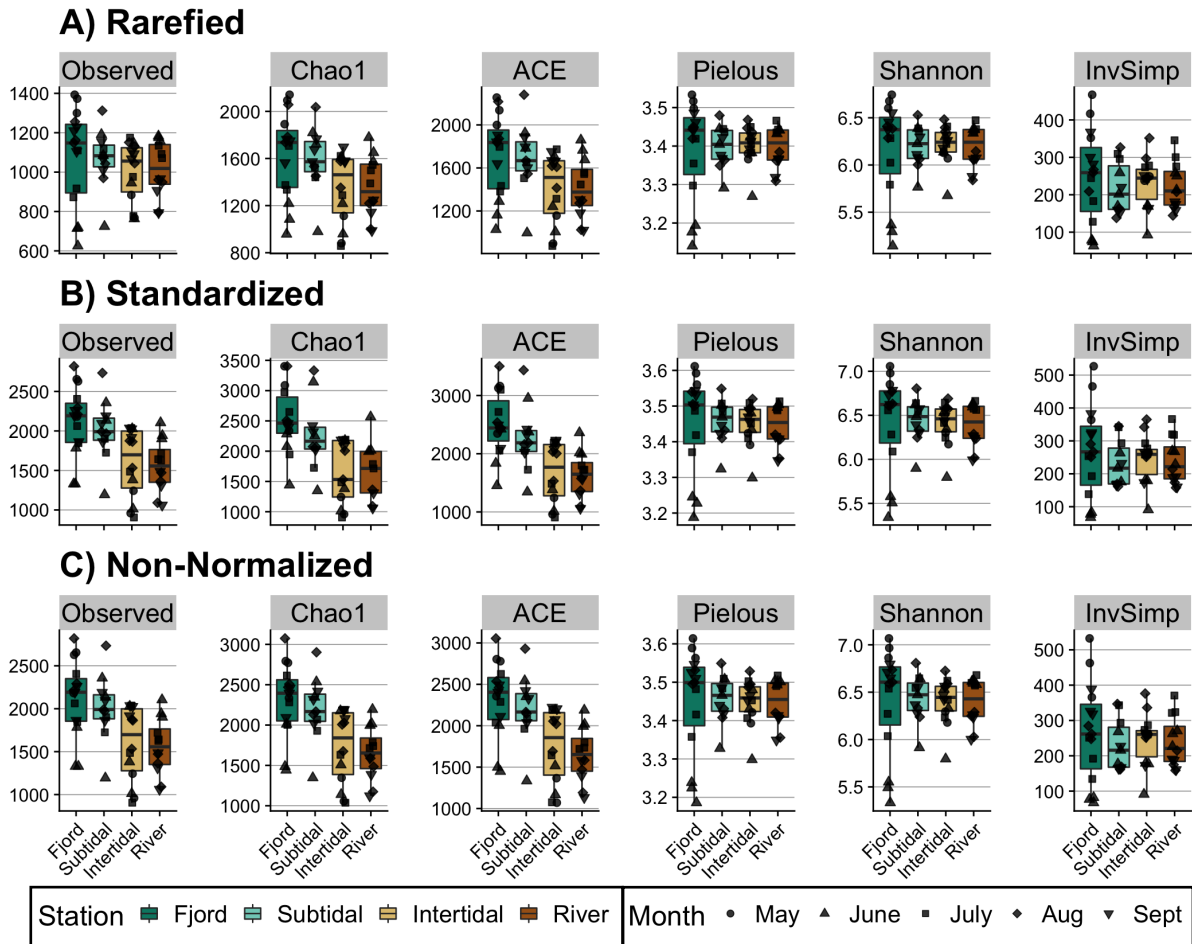 A) Rarefied
Observed Chao1 ACE Pielous Shannon InvSimp
1400 1200 1000 800 600
2000 1600 1200 800
2000 1600 1200
3.5 3.4 3.3 3.2
6.5 6.0 5.5
400 300 200 100
B) Standardized
Observed Chao1 ACE Pielous Shannon InvSimp
2500 2000 1500 1000
3500 3000 2500 2000 1500 1000
3000 2000 1000
3.6 3.5 3.4 3.3 3.2
7.0 6.5 6.0 5.5
500 400 300 200 100
C) Non-Normalized
Observed Chao1 ACE Pielous Shannon InvSimp
2500 2000 1500 1000
3000 2500 2000 1500 1000
3000 2500 2000 1500 1000
3.6 3.5 3.4 3.3 3.2
7.0 6.5 6.0 5.5
500 400 300 200 100
Fjord Subtidal Intertidal River
Fjord Subtidal Intertidal River
Fjord Subtidal Intertidal River
Fjord Subtidal Intertidal River
Fjord Subtidal Intertidal River
Fjord Subtidal Intertidal River
Station Fjord Subtidal Intertidal River
Month May June July Aug Sept